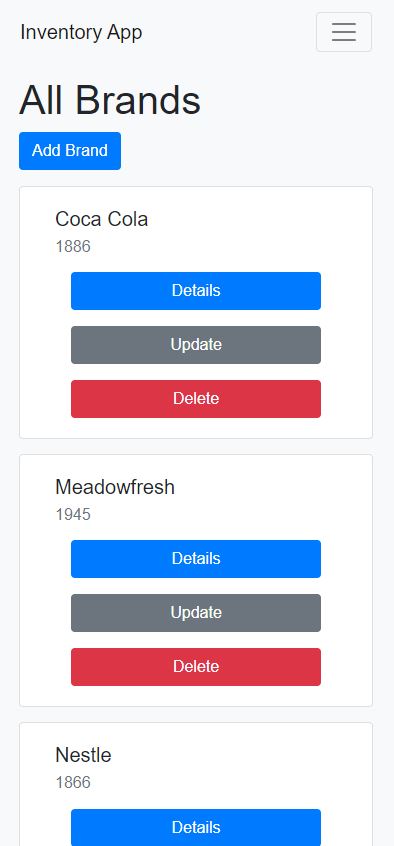 Inventory App
All Brands
Add Brand
Coca Cola
1886
Details
Update
Delete
Meadowfresh
1945
Details
Update
Delete
Nestle
1866
Details